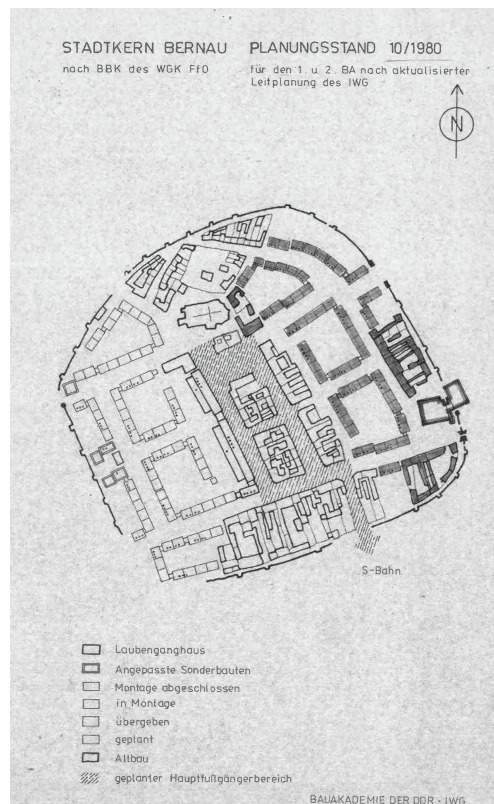 STADTKERN BERNAU PLANUNGSSTAND 10/1980
nach BBK des WGK FfO für den 1. u. 2. BA nach aktualisierter
Leitplanung des IWG
N
S-Bahn
Laubenganghaus
Angepasste Sonderbauten
Montage abgeschlossen
in Montage
übergeben
geplant
Altbau
geplanter Hauptfußgängerbereich
BAUAKADEMIE DER DDR · IWG